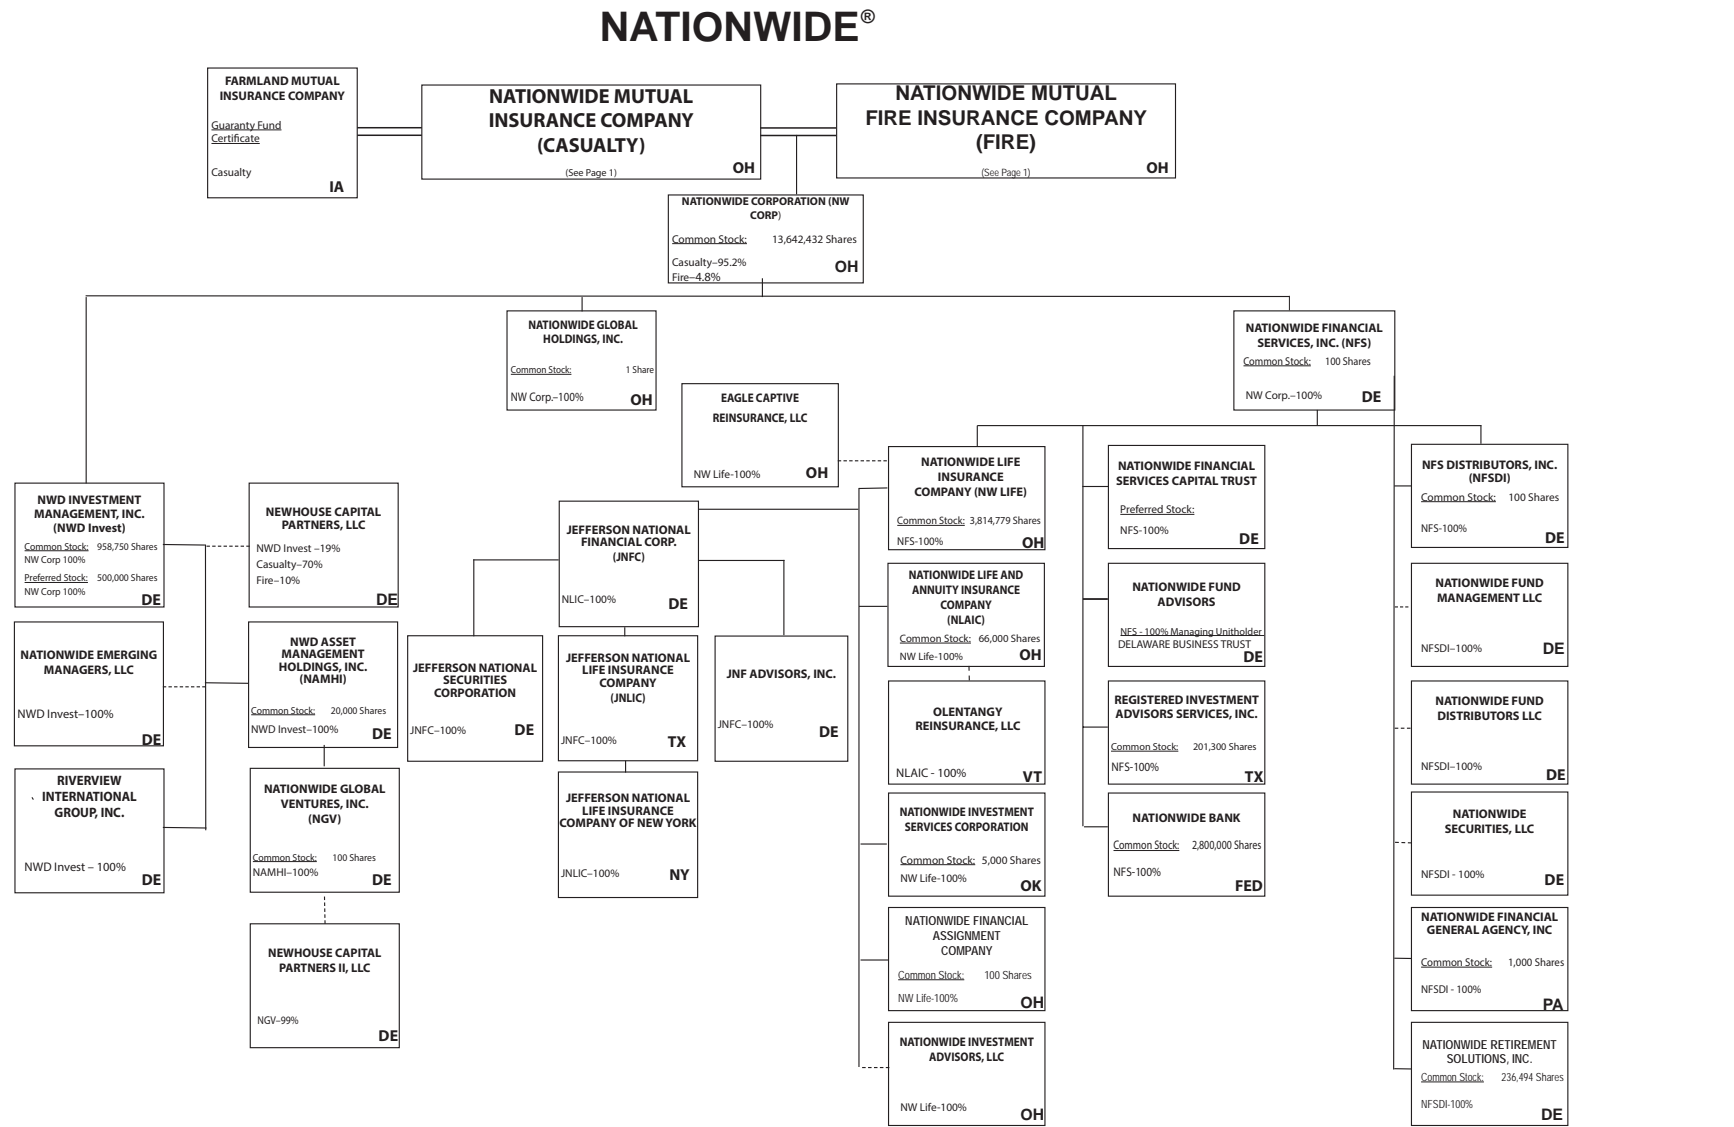 NATIONWIDE®
FARMLAND MUTUAL
INSURANCE COMPANY
Guaranty Fund
Certificate
Casualty
IA
NATIONWIDE MUTUAL
INSURANCE COMPANY
(CASUALTY)
(See Page 1)
OH
NATIONWIDE MUTUAL
FIRE INSURANCE COMPANY
(FIRE)
(See Page 1)
OH
NATIONWIDE CORPORATION (NW
CORP)
Common Stock: 13,642,432 Shares
Casualty–95.2%
Fire–4.8%
OH
NATIONWIDE GLOBAL
HOLDINGS, INC.
Common Stock: 1 Share
NW Corp.–100%
OH
NATIONWIDE FINANCIAL
SERVICES, INC. (NFS)
Common Stock: 100 Shares
NW Corp.–100%
DE
EAGLE CAPTIVE
REINSURANCE, LLC
NW Life-100%
OH
NWD INVESTMENT
MANAGEMENT, INC.
(NWD Invest)
Common Stock: 958,750 Shares
NW Corp 100%
Preferred Stock: 500,000 Shares
NW Corp 100%
DE
NEWHOUSE CAPITAL
PARTNERS, LLC
NWD Invest –19%
Casualty–70%
Fire–10%
DE
NATIONWIDE EMERGING
MANAGERS, LLC
NWD Invest–100%
DE
NWD ASSET
MANAGEMENT
HOLDINGS, INC.
(NAMHI)
Common Stock: 20,000 Shares
NWD Invest–100%
DE
RIVERVIEW
INTERNATIONAL
GROUP, INC.
NWD Invest – 100%
DE
NATIONWIDE GLOBAL
VENTURES, INC.
(NGV)
Common Stock: 100 Shares
NAMHI–100%
DE
NEWHOUSE CAPITAL
PARTNERS II, LLC
NGV–99%
DE
JEFFERSON NATIONAL
FINANCIAL CORP.
(JNFC)
NLIC–100%
DE
JEFFERSON NATIONAL
SECURITIES
CORPORATION
JNFC–100%
DE
JEFFERSON NATIONAL
LIFE INSURANCE
COMPANY
(JNLIC)
JNFC–100%
TX
JNF ADVISORS, INC.
JNFC–100%
DE
JEFFERSON NATIONAL
LIFE INSURANCE
COMPANY OF NEW YORK
JNLIC–100%
NY
NATIONWIDE LIFE
INSURANCE
COMPANY (NW LIFE)
Common Stock: 3,814,779 Shares
NFS-100%
OH
NATIONWIDE LIFE AND
ANNUITY INSURANCE
COMPANY
(NLAIC)
Common Stock: 66,000 Shares
NW Life-100%
OH
OLENTANGY
REINSURANCE, LLC
NLAIC - 100%
VT
NATIONWIDE INVESTMENT
SERVICES CORPORATION
Common Stock: 5,000 Shares
NW Life-100%
OK
NATIONWIDE FINANCIAL
ASSIGNMENT
COMPANY
Common Stock: 100 Shares
NW Life-100%
OH
NATIONWIDE INVESTMENT
ADVISORS, LLC
NW Life-100%
OH
NATIONWIDE FINANCIAL
SERVICES CAPITAL TRUST
Preferred Stock:
NFS-100%
DE
NATIONWIDE FUND
ADVISORS
NFS - 100% Managing Unitholder
DELAWARE BUSINESS TRUST
DE
REGISTERED INVESTMENT
ADVISORS SERVICES, INC.
Common Stock: 201,300 Shares
NFS-100%
TX
NATIONWIDE BANK
Common Stock: 2,800,000 Shares
NFS-100%
FED
NFS DISTRIBUTORS, INC.
(NFSDI)
Common Stock: 100 Shares
NFS-100%
DE
NATIONWIDE FUND
MANAGEMENT LLC
NFSDI–100%
DE
NATIONWIDE FUND
DISTRIBUTORS LLC
NFSDI–100%
DE
NATIONWIDE
SECURITIES, LLC
NFSDI - 100%
DE
NATIONWIDE FINANCIAL
GENERAL AGENCY, INC
Common Stock: 1,000 Shares
NFSDI - 100%
PA
NATIONWIDE RETIREMENT
SOLUTIONS, INC.
Common Stock: 236,494 Shares
NFSDI-100%
DE